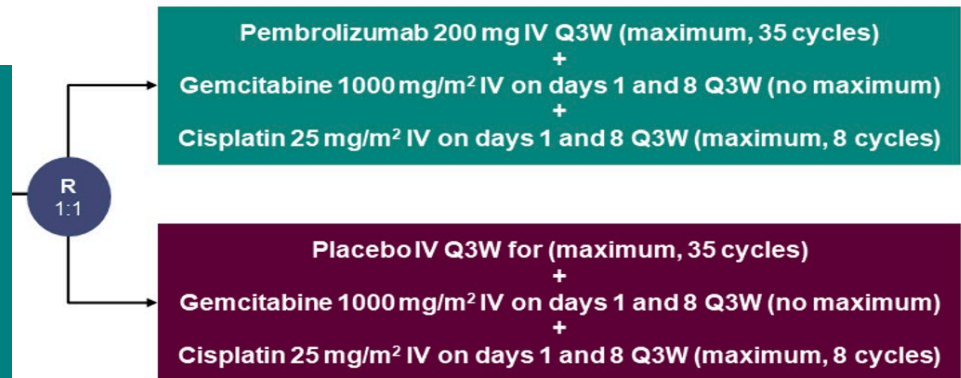 Pembrolizumab 200 mg IV Q3W (maximum, 35 cycles)
+
Gemcitabine 1000 mg/m² IV on days 1 and 8 Q3W (no maximum)
+
Cisplatin 25 mg/m² IV on days 1 and 8 Q3W (maximum, 8 cycles)
R
1:1
Placebo IV Q3W for (maximum, 35 cycles)
+
Gemcitabine 1000 mg/m² IV on days 1 and 8 Q3W (no maximum)
+
Cisplatin 25 mg/m² IV on days 1 and 8 Q3W (maximum, 8 cycles)